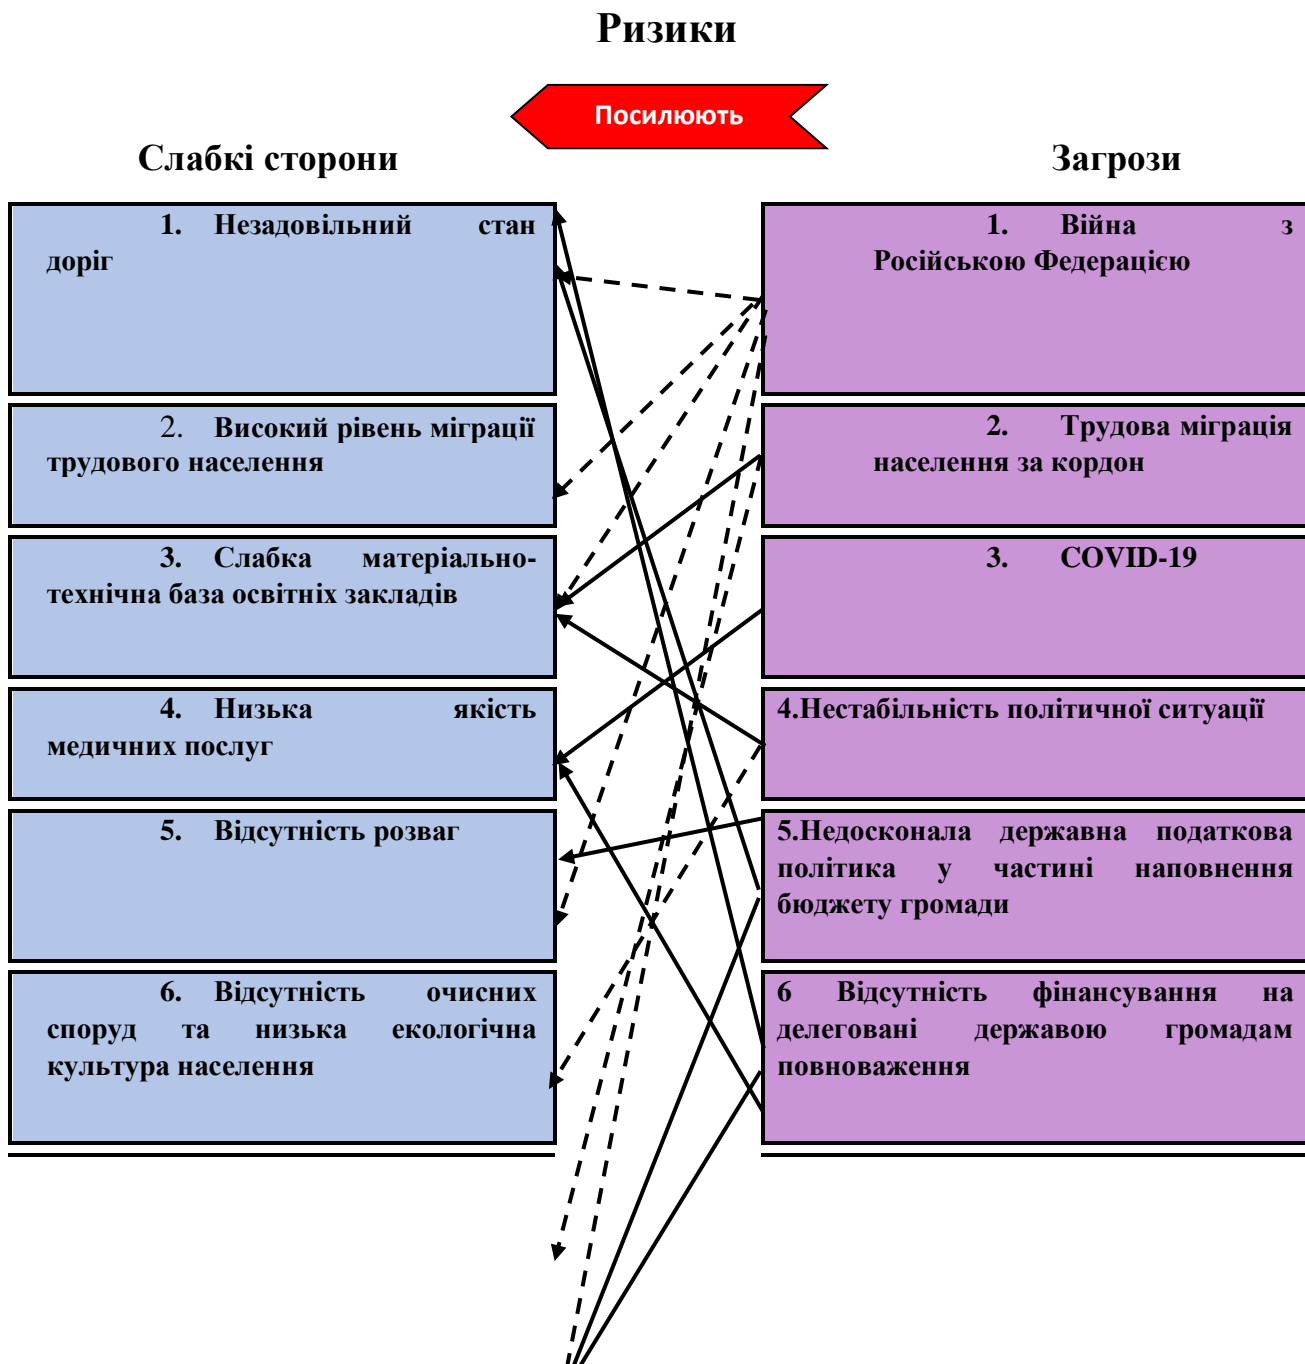 Ризики
Посилюють
Слабкі сторони
Загрози
1. Незадовільний стан
доріг
2. Високий рівень міграції
трудового населення
3. Слабка матеріально-
технічна база освітніх закладів
4. Низька якість
медичних послуг
5. Відсутність розваг
6. Відсутність очисних
споруд та низька екологічна
культура населення
1. Війна з
Російською Федерацією
2. Трудова міграція
населення за кордон
3. COVID-19
4.Нестабільність політичної ситуації
5.Недосконала державна податкова
політика у частині наповнення
бюджету громади
6 Відсутність фінансування на
делеговані державою громадам
повноваження